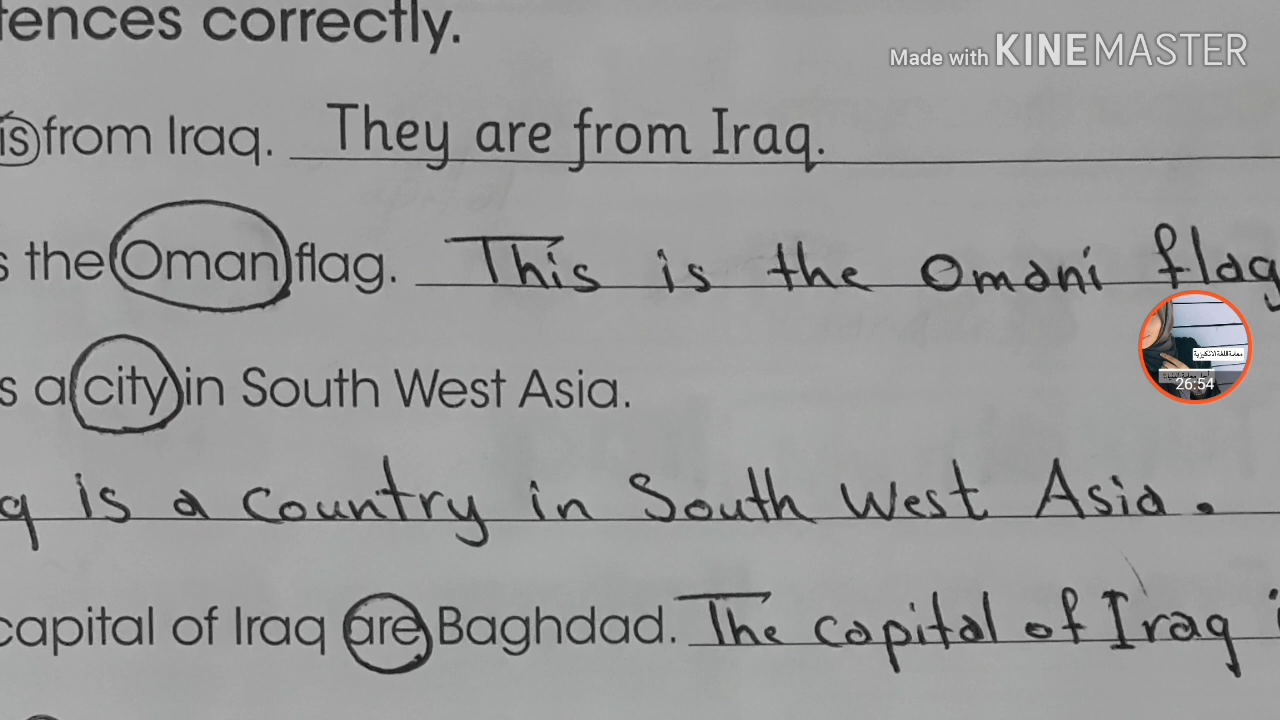 tences correctly.
Made with KINEMASTER
is from Iraq. They are from Iraq.
s the Oman flag. This is the Omani flag
s a city in South West Asia.
26:54
q is a country in South West Asia.
capital of Iraq are Baghdad. The capital of Iraq i